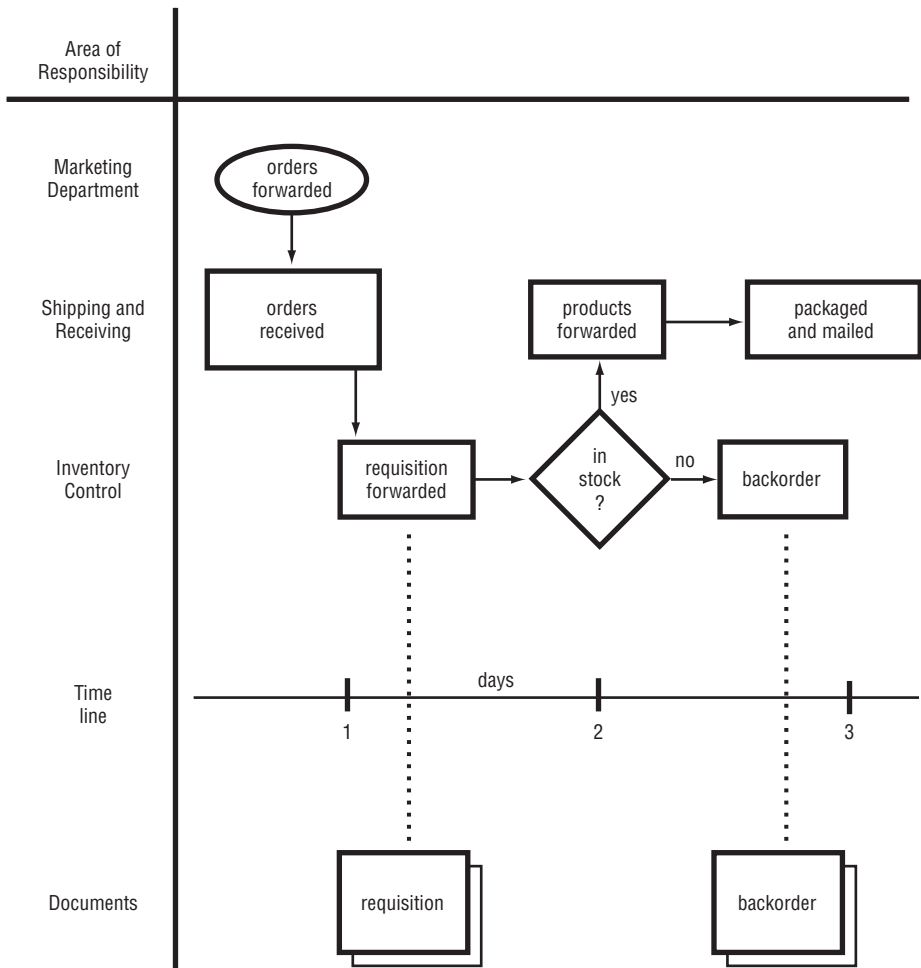 Area of
Responsibility
Marketing
Department
orders
forwarded
Shipping and
Receiving
orders
received
products
forwarded
packaged
and mailed
yes
Inventory
Control
requisition
forwarded
in
stock
?
no
backorder
Time
line
days
1
2
3
Documents
requisition
backorder